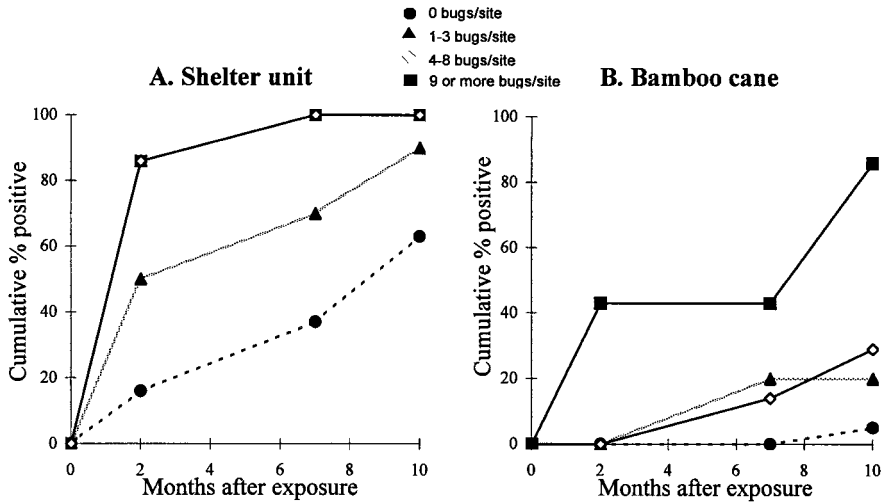 0 bugs/site
1-3 bugs/site
4-8 bugs/site
9 or more bugs/site
A. Shelter unit
B. Bamboo cane
Cumulative % positive
100
80
60
40
20
0
0 2 4 6 8 10
Months after exposure
Cumulative % positive
100
80
60
40
20
0
0 2 4 6 8 10
Months after exposure